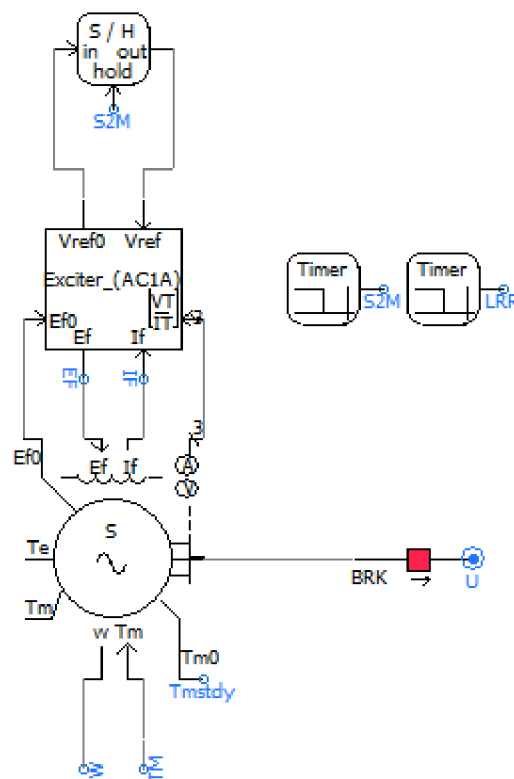 S / H
in out
hold
S2M
Vref0 Vref
Exciter_(AC1A)
VT
IT
Ef0
Ef If
EF
IF
Timer
S2M
Timer
LRR
3
Ef0
Ef If
A
V
S
Te
Tm
w Tm
Tm0
Tmstdy
W
TM
BRK
U